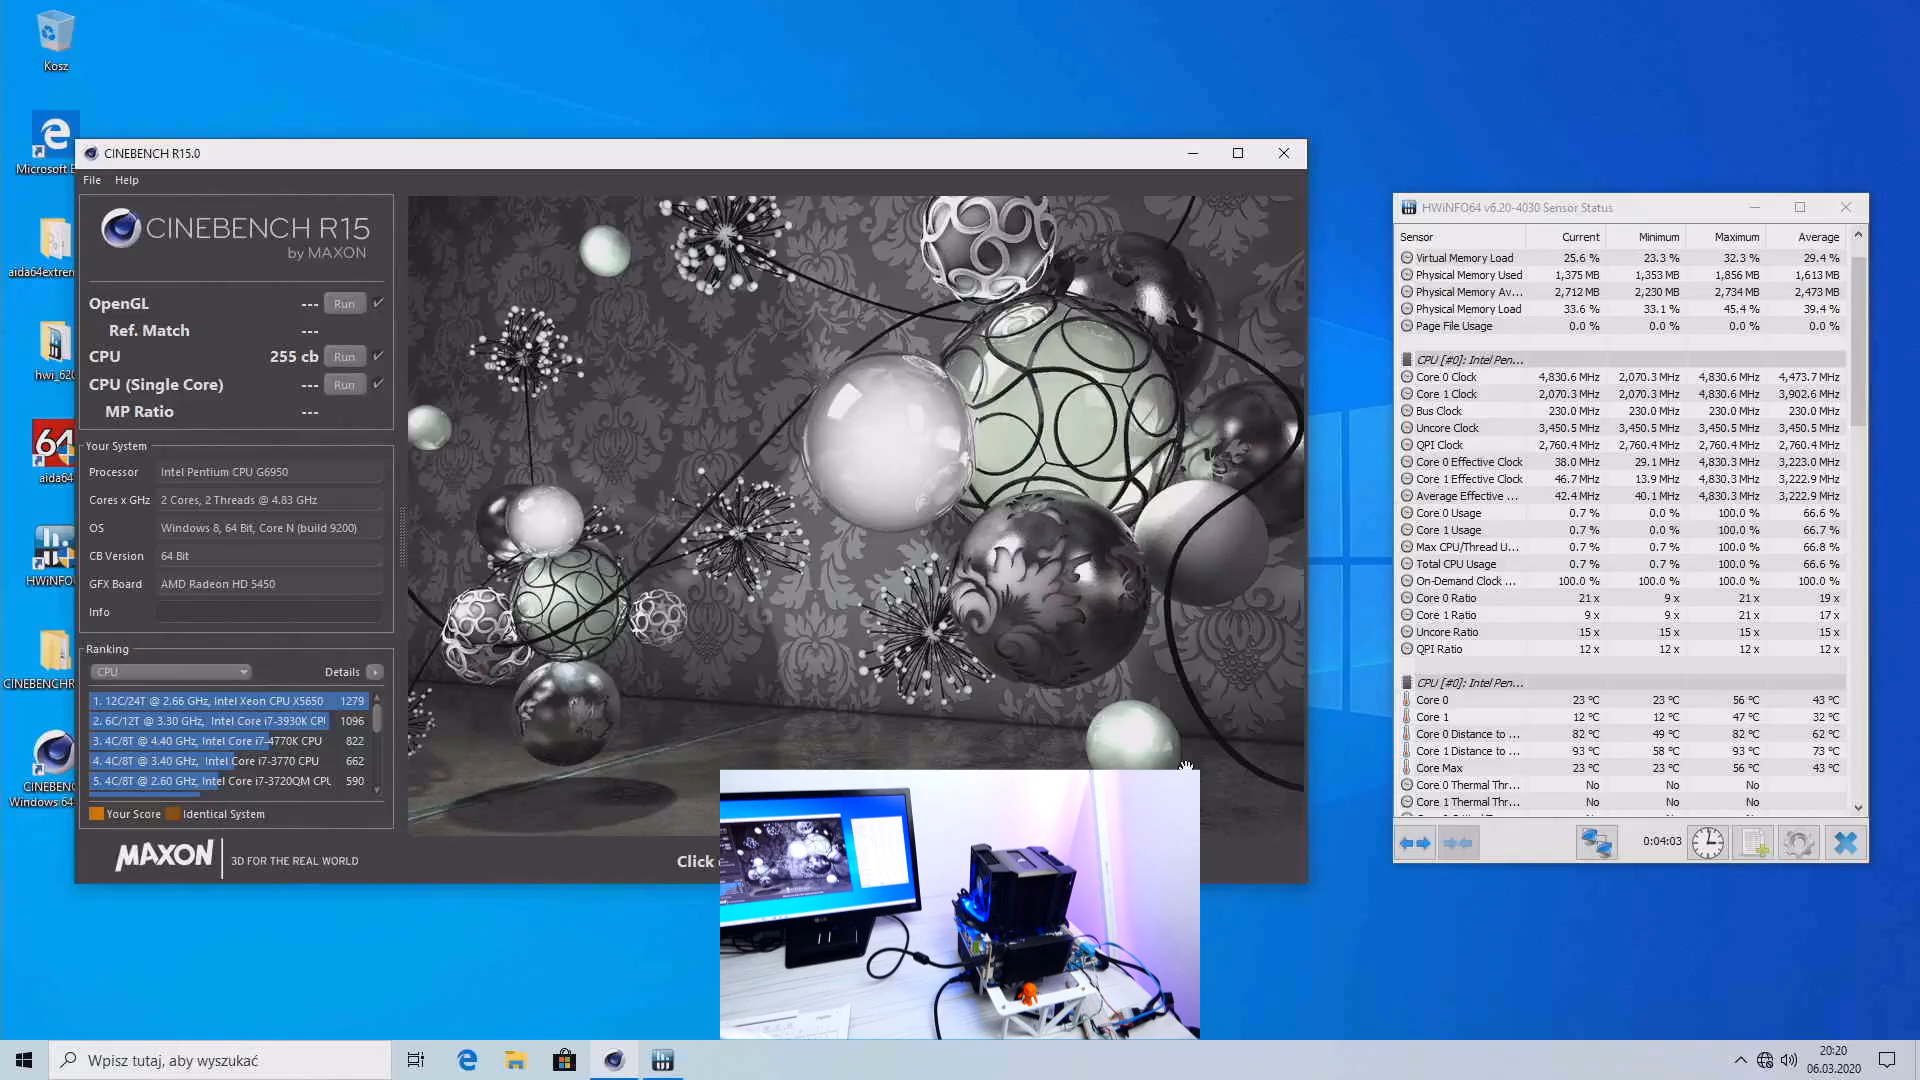 Kosz
Microsoft E
aida64extrem
hwi_620
64
aida64
HWiNFO
CINEBENCHR
CINEBENC
Windows 64
CINEBENCH R15.0
File Help
CINEBENCH R15
by MAXON
OpenGL --- Run
Ref. Match ---
CPU 255 cb Run
CPU (Single Core) --- Run
MP Ratio ---
Your System
Processor Intel Pentium CPU G6950
Cores x GHz 2 Cores, 2 Threads @ 4.83 GHz
OS Windows 8, 64 Bit, Core N (build 9200)
CB Version 64 Bit
GFX Board AMD Radeon HD 5450
Info
Ranking
CPU Details
1. 12C/24T @ 2.66 GHz, Intel Xeon CPU X5650 1279
2. 6C/12T @ 3.30 GHz, Intel Core i7-3930K CPU 1096
3. 4C/8T @ 4.40 GHz, Intel Core i7-4770K CPU 822
4. 4C/8T @ 3.40 GHz, Intel Core i7-3770 CPU 662
5. 4C/8T @ 2.60 GHz, Intel Core i7-3720QM CPU 590
Your Score Identical System
MAXON 3D FOR THE REAL WORLD
Click
HWiNFO64 v6.20-4030 Sensor Status
Sensor Current Minimum Maximum Average
Virtual Memory Load 25.6 % 23.3 % 32.3 % 29.4 %
Physical Memory Used 1,375 MB 1,353 MB 1,856 MB 1,613 MB
Physical Memory Av... 2,712 MB 2,230 MB 2,734 MB 2,473 MB
Physical Memory Load 33.6 % 33.1 % 45.4 % 39.4 %
Page File Usage 0.0 % 0.0 % 0.0 % 0.0 %
CPU [#0]: Intel Pen...
Core 0 Clock 4,830.6 MHz 2,070.3 MHz 4,830.6 MHz 4,473.7 MHz
Core 1 Clock 2,070.3 MHz 2,070.3 MHz 4,830.6 MHz 3,902.6 MHz
Bus Clock 230.0 MHz 230.0 MHz 230.0 MHz 230.0 MHz
Uncore Clock 3,450.5 MHz 3,450.5 MHz 3,450.5 MHz 3,450.5 MHz
QPI Clock 2,760.4 MHz 2,760.4 MHz 2,760.4 MHz 2,760.4 MHz
Core 0 Effective Clock 38.0 MHz 29.1 MHz 4,830.3 MHz 3,223.0 MHz
Core 1 Effective Clock 46.7 MHz 13.9 MHz 4,830.3 MHz 3,222.9 MHz
Average Effective ... 42.4 MHz 40.1 MHz 4,830.3 MHz 3,222.9 MHz
Core 0 Usage 0.7 % 0.0 % 100.0 % 66.6 %
Core 1 Usage 0.7 % 0.0 % 100.0 % 66.7 %
Max CPU/Thread U... 0.7 % 0.7 % 100.0 % 66.8 %
Total CPU Usage 0.7 % 0.7 % 100.0 % 66.6 %
On-Demand Clock ... 100.0 % 100.0 % 100.0 % 100.0 %
Core 0 Ratio 21 x 9 x 21 x 19 x
Core 1 Ratio 9 x 9 x 21 x 17 x
Uncore Ratio 15 x 15 x 15 x 15 x
QPI Ratio 12 x 12 x 12 x 12 x
CPU [#0]: Intel Pen...
Core 0 23 °C 23 °C 56 °C 43 °C
Core 1 12 °C 12 °C 47 °C 32 °C
Core 0 Distance to ... 82 °C 49 °C 82 °C 62 °C
Core 1 Distance to ... 93 °C 58 °C 93 °C 73 °C
Core Max 23 °C 23 °C 56 °C 43 °C
Core 0 Thermal Thr... No No No
Core 1 Thermal Thr... No No No
0:04:03
Wpisz tutaj, aby wyszukać
20:20
06.03.2020